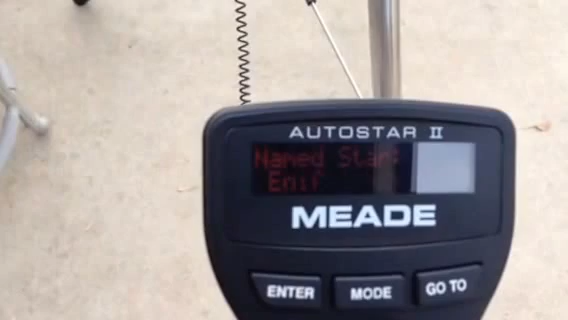 AUTOSTAR II
Named Star:
Enif
MEADE
ENTER MODE GO TO